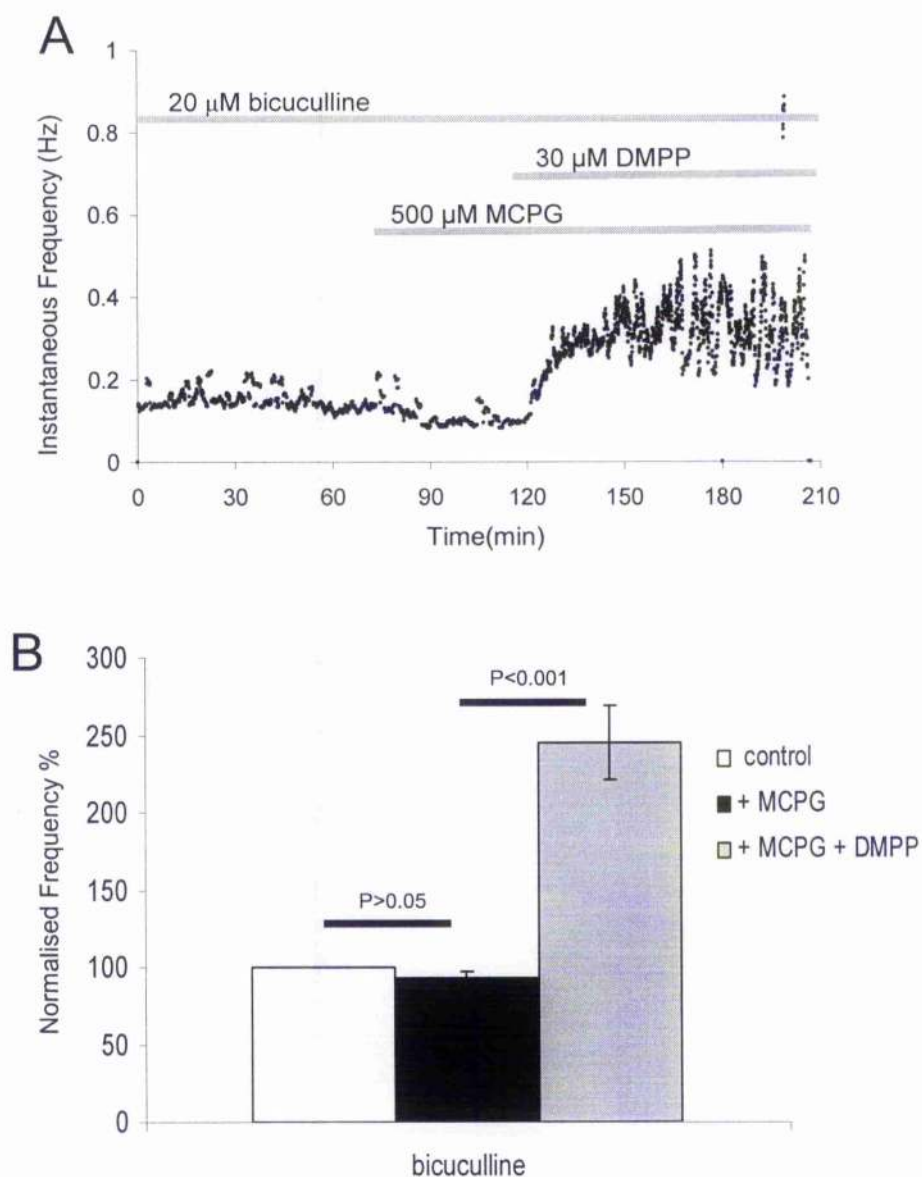 A
Instantaneous Frequency (Hz)
1
0.8
0.6
0.4
0.2
0
20 µM bicuculline
30 µM DMPP
500 µM MCPG
0 30 60 90 120 150 180 210
Time(min)
B
Normalised Frequency %
300
250
200
150
100
50
0
P<0.001
P>0.05
control
+ MCPG
+ MCPG + DMPP
bicuculline